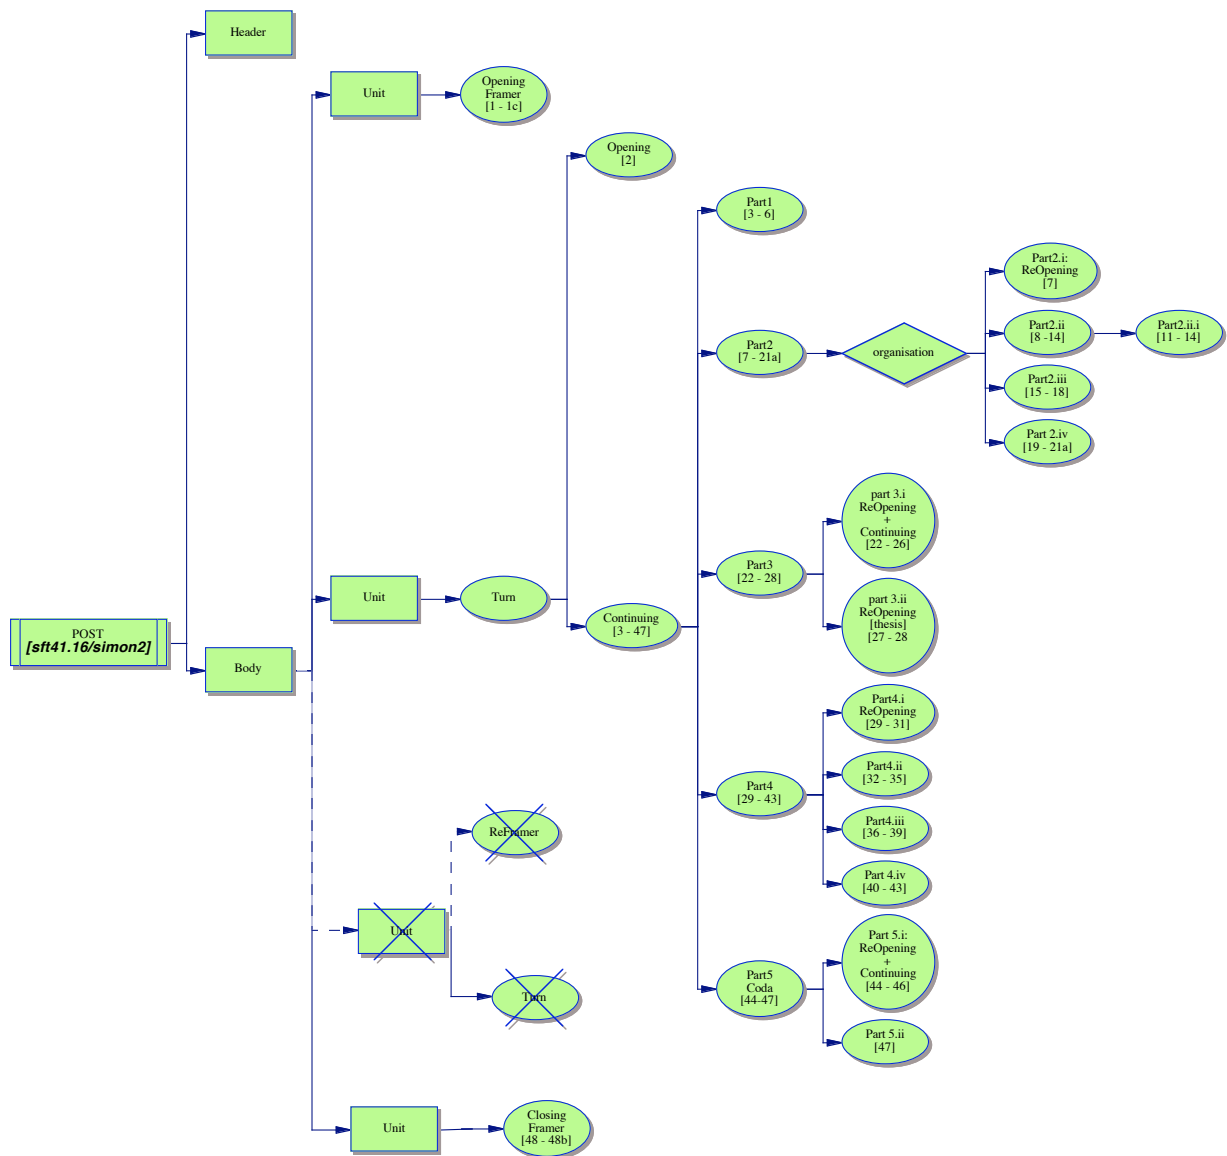 Header
Unit
Opening
Framer
[1 - 1c]
Opening
[2]
Part1
[3 - 6]
Part2.i:
ReOpening
[7]
Part2
[7 - 21a]
organisation
Part2.ii
[8 -14]
Part2.ii.i
[11 - 14]
Part2.iii
[15 - 18]
Part 2.iv
[19 - 21a]
part 3.i
ReOpening
+
Continuing
[22 - 26]
Part3
[22 - 28]
part 3.ii
ReOpening
[thesis]
[27 - 28
Unit
Turn
Continuing
[3 - 47]
POST
[sft41.16/simon2]
Body
Part4.i
ReOpening
[29 - 31]
Part4
[29 - 43]
Part4.ii
[32 - 35]
Part4.iii
[36 - 39]
Part 4.iv
[40 - 43]
ReFramer
Unit
Turn
Part5
Coda
[44-47]
Part 5.i:
ReOpening
+
Continuing
[44 - 46]
Part 5.ii
[47]
Unit
Closing
Framer
[48 - 48b]